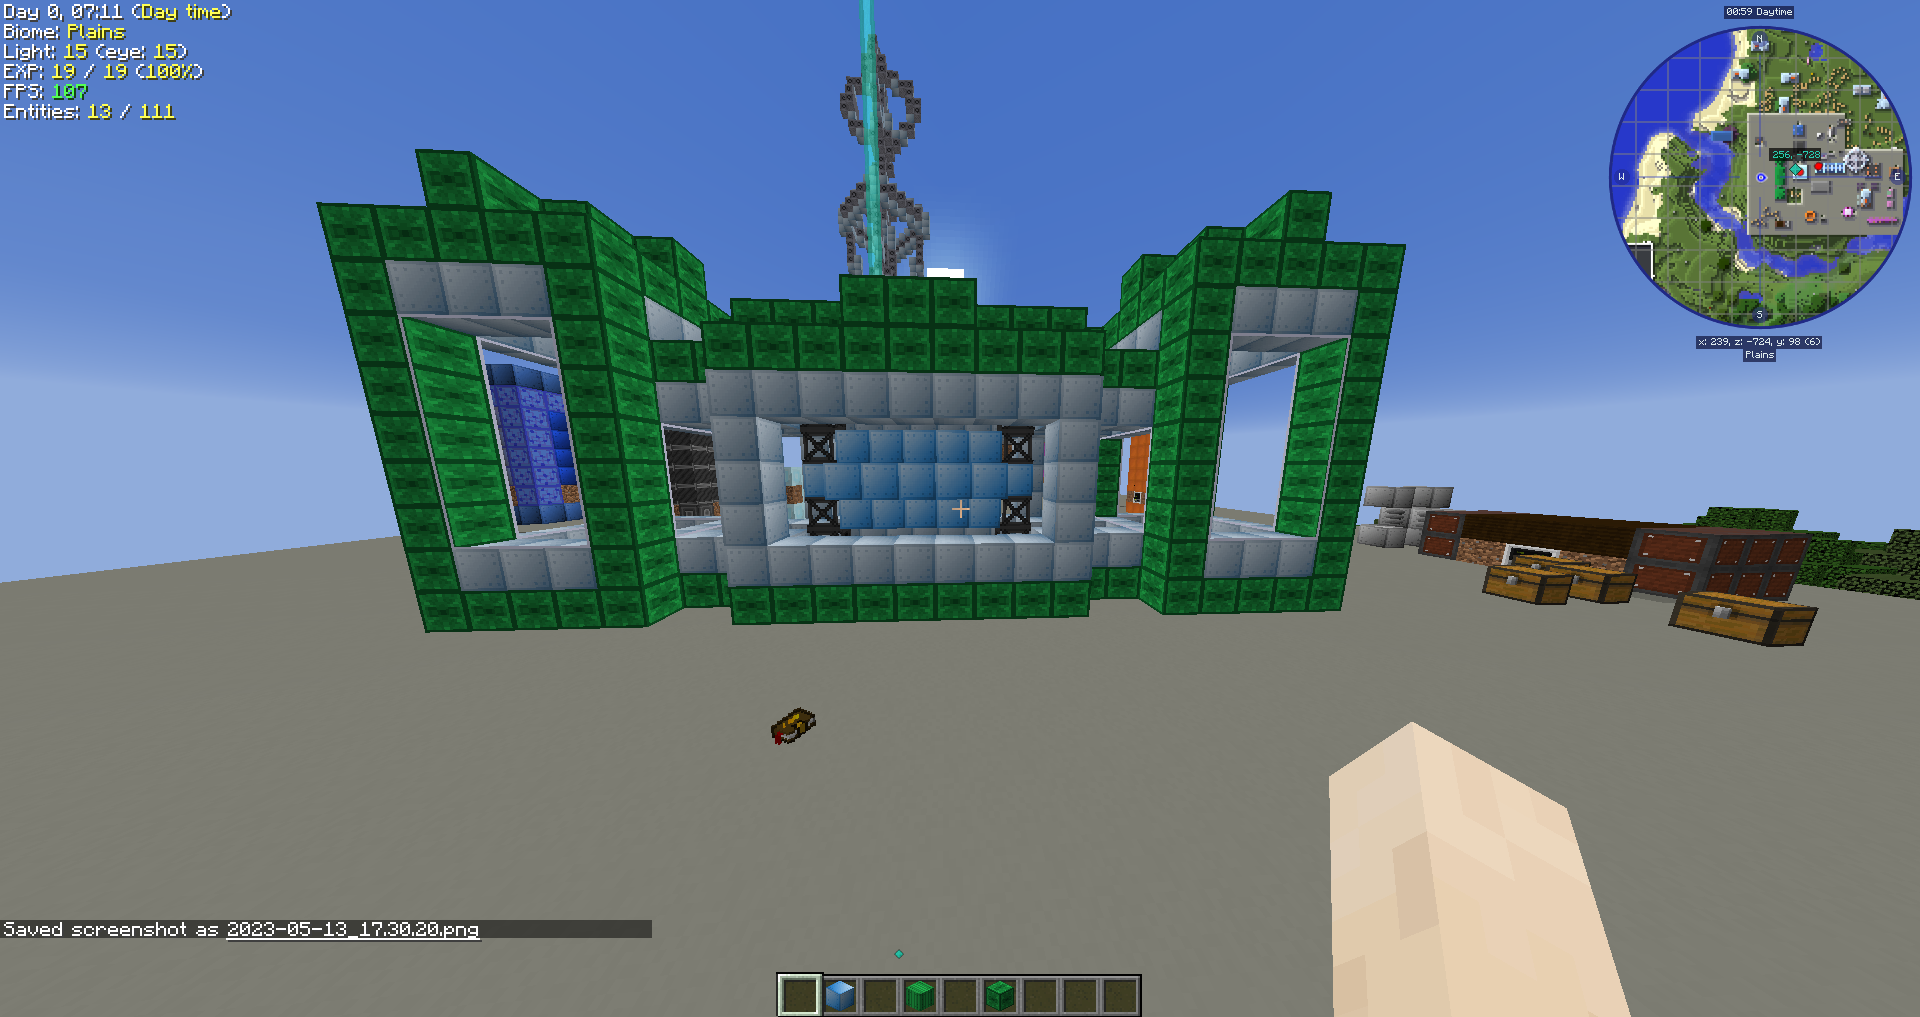 Day 0, 07:11 (Day time)
Biome: Plains
Light: 15 (eye: 15)
EXP: 19 / 19 (100%)
FPS: 107
Entities: 13 / 111
00:59 Daytime
N
256, -728
W
E
S
x: 239, z: -724, y: 98 (6)
Plains
Saved screenshot as 2023-05-13_17.30.20.png